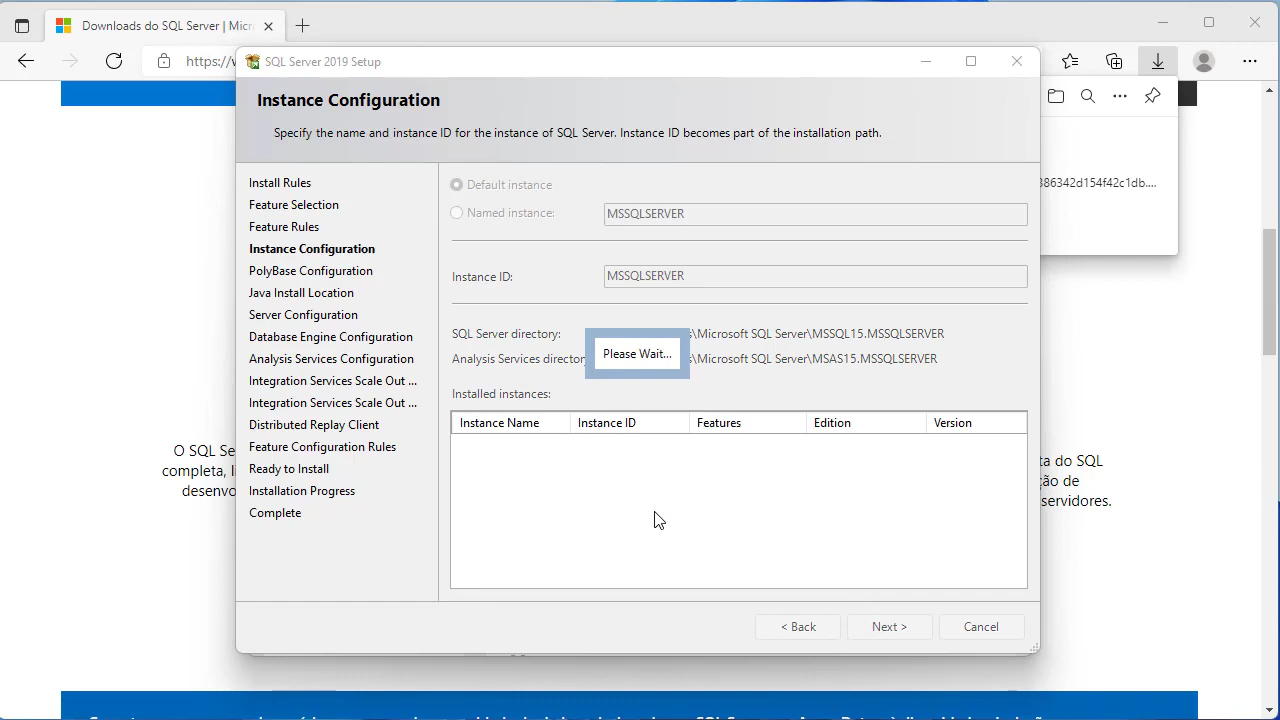 Downloads do SQL Server | Micr
https://w
SQL Server 2019 Setup
Instance Configuration
Specify the name and instance ID for the instance of SQL Server. Instance ID becomes part of the installation path.
Install Rules
Feature Selection
Feature Rules
Instance Configuration
PolyBase Configuration
Java Install Location
Server Configuration
Database Engine Configuration
Analysis Services Configuration
Integration Services Scale Out ...
Integration Services Scale Out ...
Distributed Replay Client
Feature Configuration Rules
Ready to Install
Installation Progress
Complete
Default instance
Named instance: MSSQLSERVER
Instance ID: MSSQLSERVER
SQL Server directory: s\Microsoft SQL Server\MSSQL15.MSSQLSERVER
Analysis Services director s\Microsoft SQL Server\MSAS15.MSSQLSERVER
Please Wait...
Installed instances:
Instance Name Instance ID Features Edition Version
< Back Next > Cancel
386342d154f42c1db....
O SQL Se
completa, l
desenvo
ta do SQL
ção de
servidores.